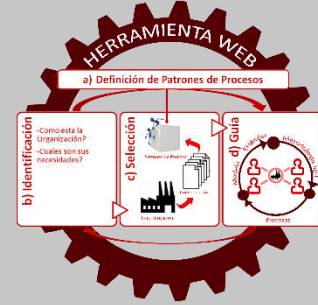 HERRAMIENTA WEB
a) Definición de Patrones de Procesos
b) Identificación
-Como esta la
Organización?
-Cuales son sus
necesidades?
c) Selección
d) Guía
Procesos